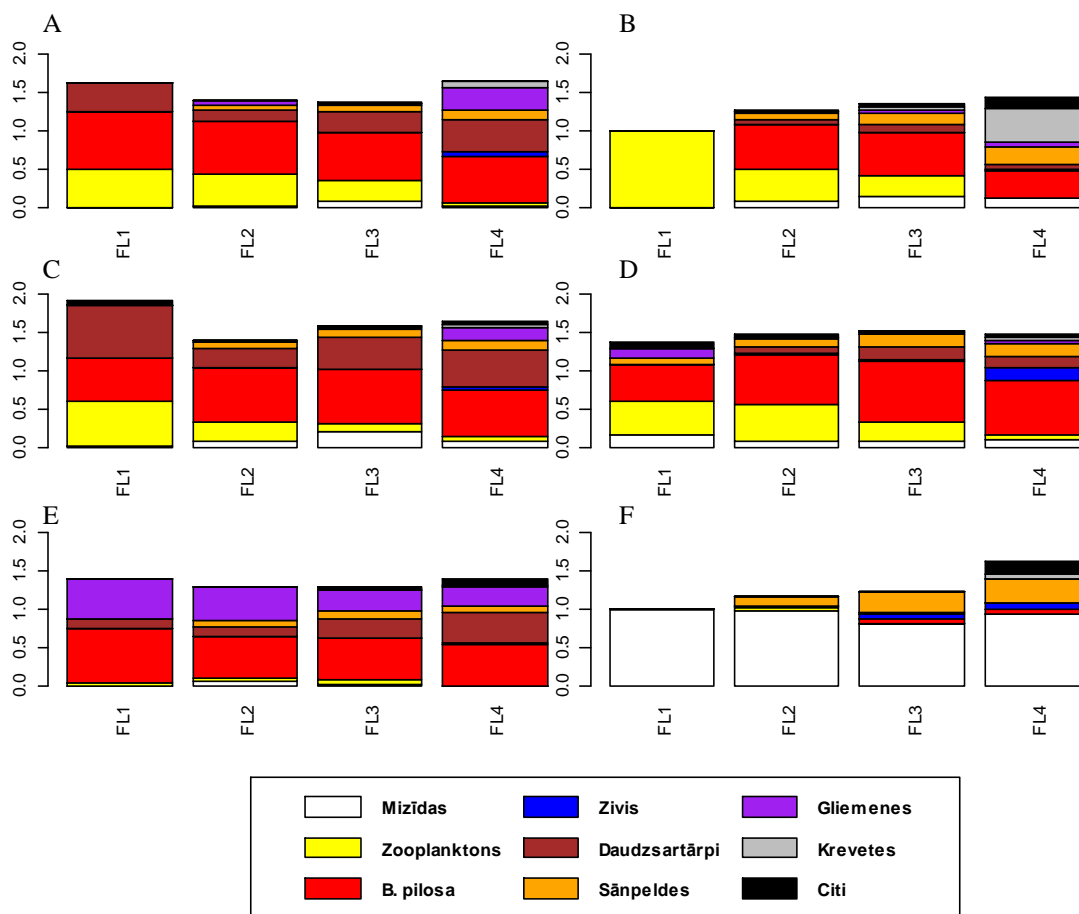 A B
2.0 2.0
1.5 1.5
1.0 1.0
0.5 0.5
0.0 0.0
FL1 FL2 FL3 FL4 FL1 FL2 FL3 FL4
C D
2.0 2.0
1.5 1.5
1.0 1.0
0.5 0.5
0.0 0.0
FL1 FL2 FL3 FL4 FL1 FL2 FL3 FL4
E F
2.0 2.0
1.5 1.5
1.0 1.0
0.5 0.5
0.0 0.0
FL1 FL2 FL3 FL4 FL1 FL2 FL3 FL4
Mizīdas Zivis Gliemenes
Zooplanktons Daudzsartārpi Krevetes
B. pilosa Sānpeldes Citi